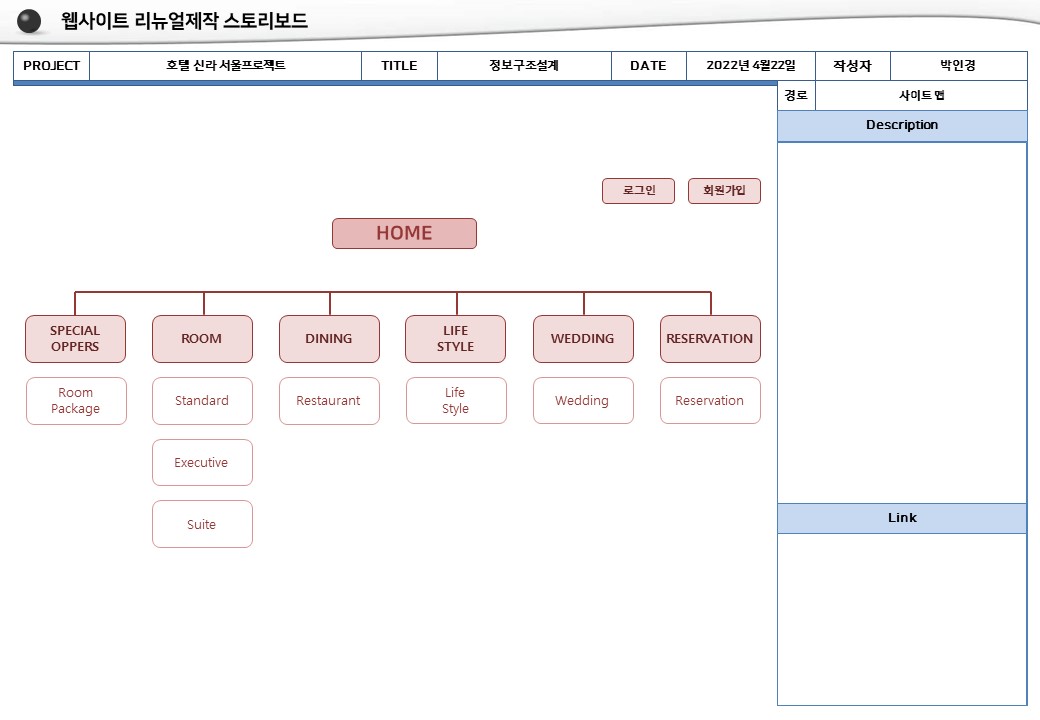 웹사이트 리뉴얼제작 스토리보드
PROJECT 호텔 신라 서울프로젝트 TITLE 정보구조설계 DATE 2022년 4월22일 작성자 박인경
경로 사이트 맵
Description
로그인 회원가입
HOME
SPECIAL
OPPERS
ROOM
DINING
LIFE
STYLE
WEDDING
RESERVATION
Room
Package
Standard
Restaurant
Life
Style
Wedding
Reservation
Executive
Suite
Link